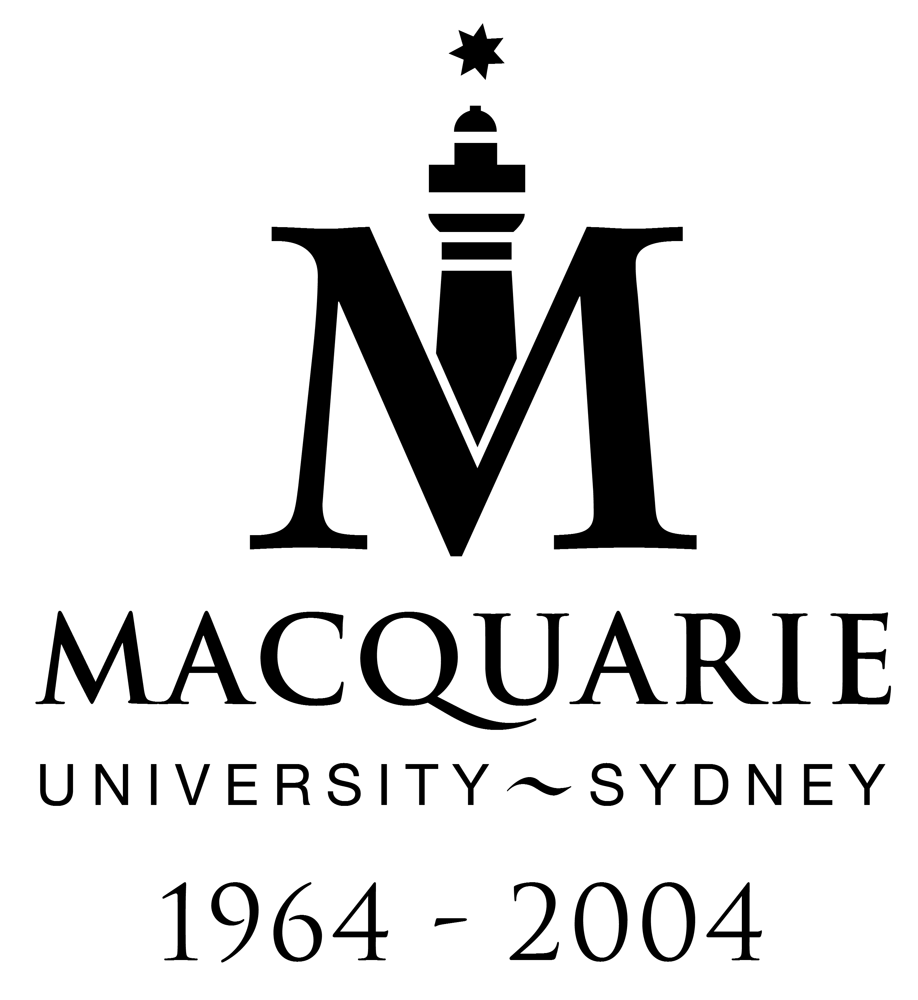 M
MACQUARIE
UNIVERSITY ~ SYDNEY
1964 - 2004